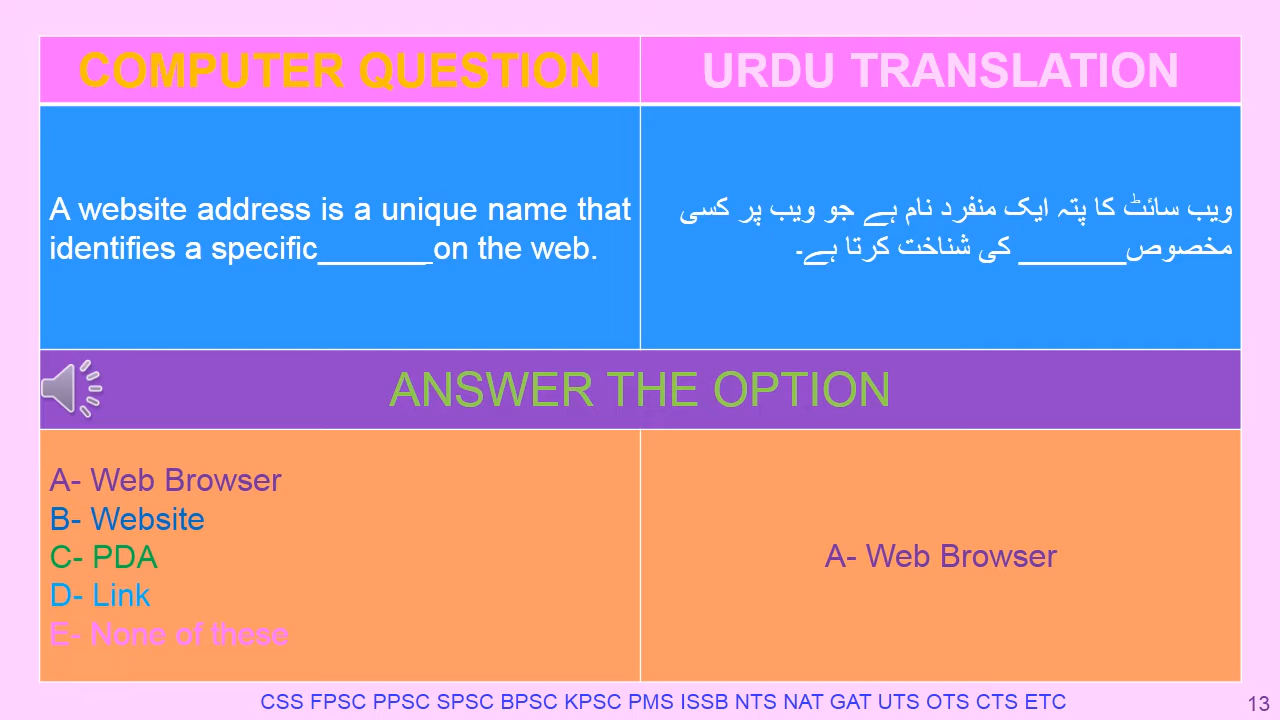 COMPUTER QUESTION
URDU TRANSLATION
A website address is a unique name that
identifies a specific_______on the web.
ویب سائٹ کا پتہ ایک منفرد نام ہے جو ویب پر کسی
مخصوص_______ کی شناخت کرتا ہے۔
ANSWER THE OPTION
A- Web Browser
B- Website
C- PDA
D- Link
E- None of these
A- Web Browser
CSS FPSC PPSC SPSC BPSC KPSC PMS ISSB NTS NAT GAT UTS OTS CTS ETC
13